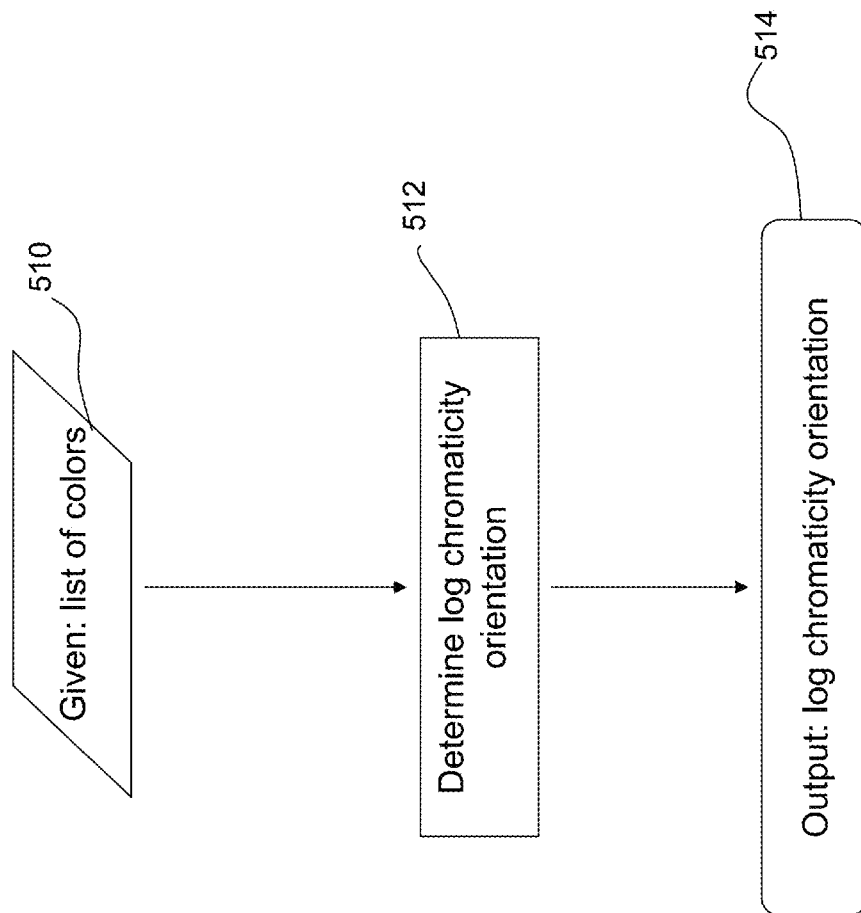 510
Given: list of colors
512
Determine log chromaticity
orientation
514
Output: log chromaticity orientation